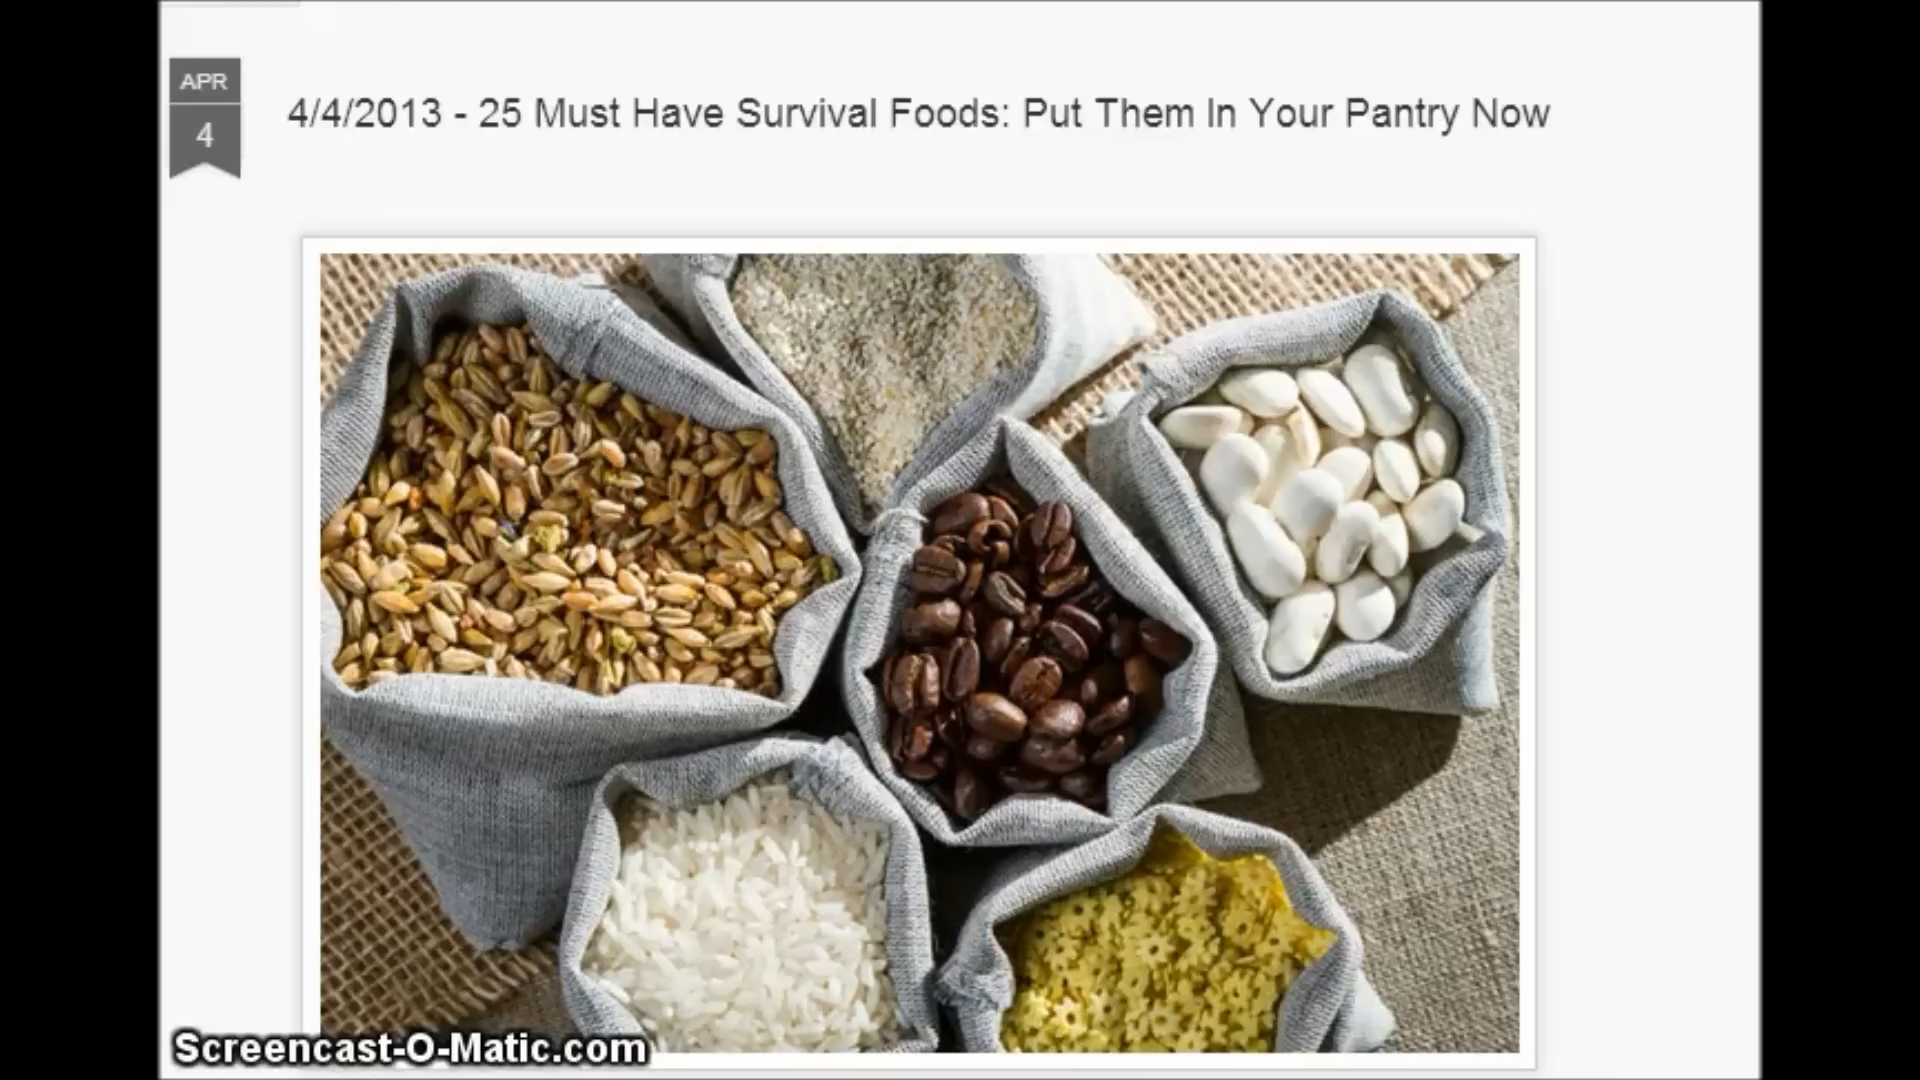 APR
4
4/4/2013 - 25 Must Have Survival Foods: Put Them In Your Pantry Now
Screencast-O-Matic.com